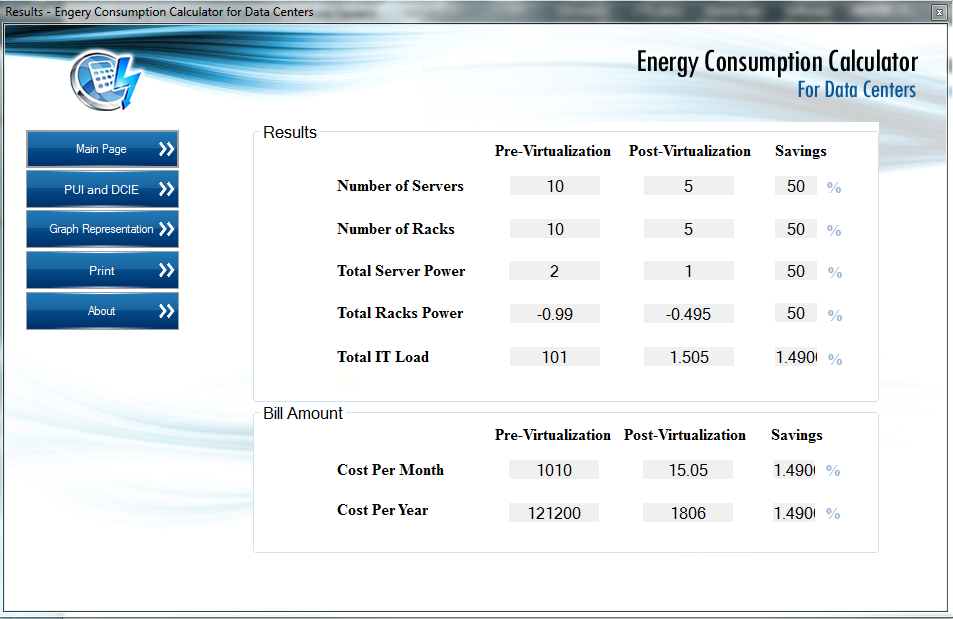 Results - Engery Consumption Calculator for Data Centers
Energy Consumption Calculator
For Data Centers
Main Page
PUI and DCIE
Graph Representation
Print
About
Results
Pre-Virtualization Post-Virtualization Savings
Number of Servers 10 5 50 %
Number of Racks 10 5 50 %
Total Server Power 2 1 50 %
Total Racks Power -0.99 -0.495 50 %
Total IT Load 101 1.505 1.490 %
Bill Amount
Pre-Virtualization Post-Virtualization Savings
Cost Per Month 1010 15.05 1.490 %
Cost Per Year 121200 1806 1.490 %